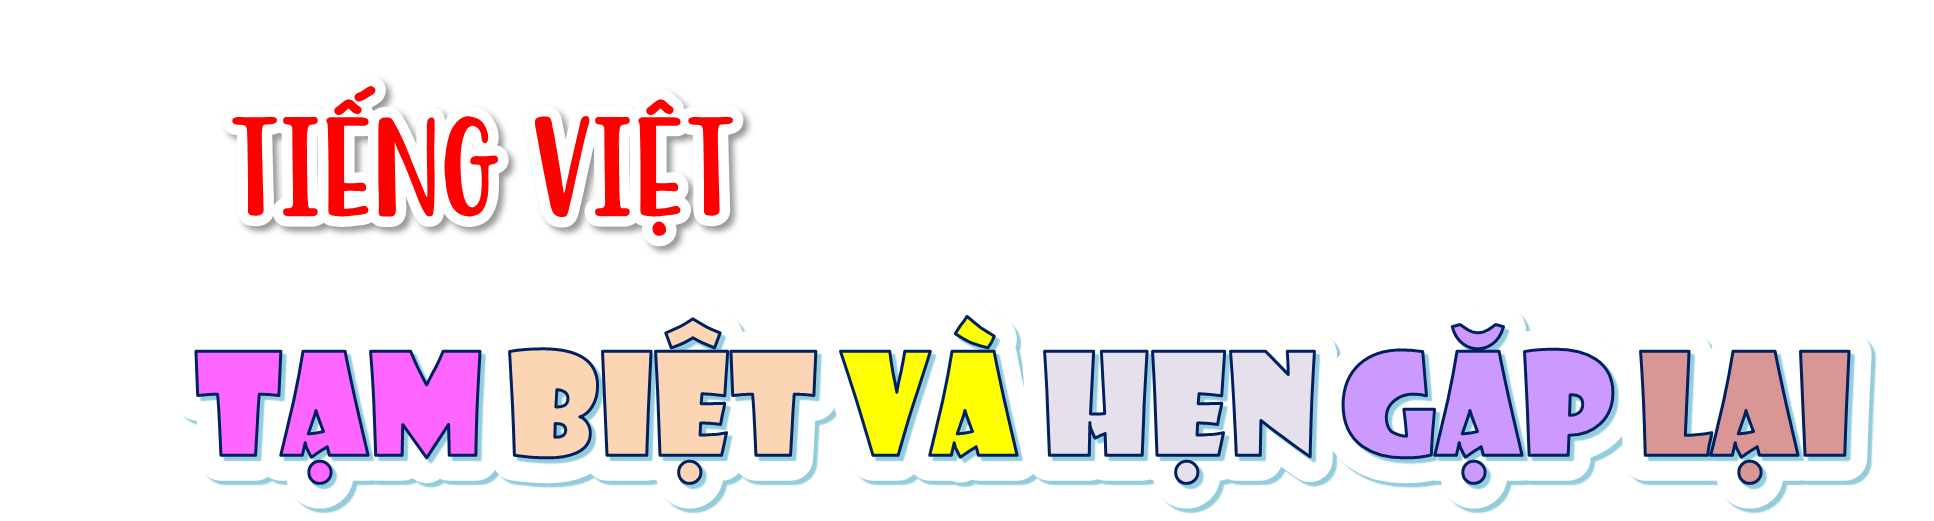 TIẾNG VIỆT
TẠM BIỆT VÀ HẸN GẶP LẠI